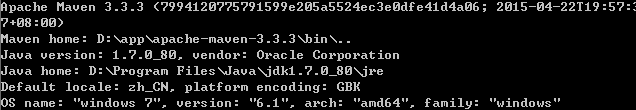 Apache Maven 3.3.3 (7994120775791599e205a5524ec3e0dfe41d4a06; 2015-04-22T19:57:3
7+08:00)
Maven home: D:\app\apache-maven-3.3.3\bin\..
Java version: 1.7.0_80, vendor: Oracle Corporation
Java home: D:\Program Files\Java\jdk1.7.0_80\jre
Default locale: zh_CN, platform encoding: GBK
OS name: "windows 7", version: "6.1", arch: "amd64", family: "windows"